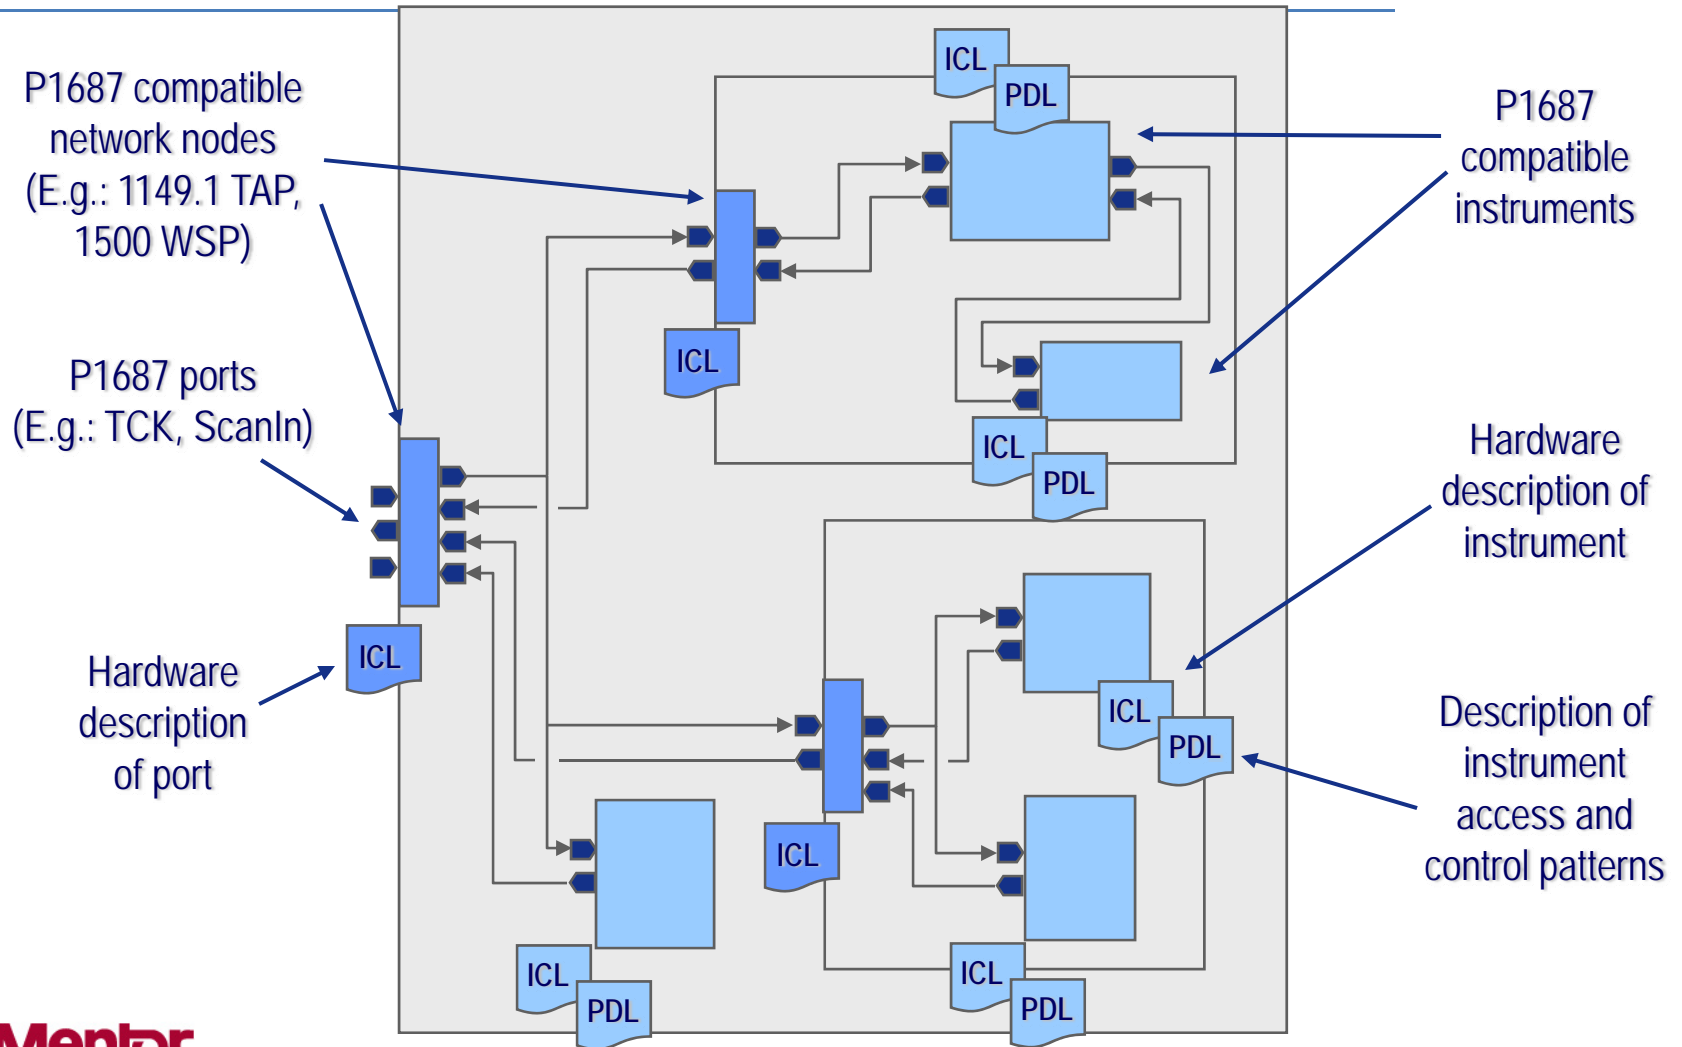 P1687 compatible
network nodes
(E.g.: 1149.1 TAP,
1500 WSP)
P1687 ports
(E.g.: TCK, ScanIn)
Hardware
description
of port
ICL
ICL
PDL
ICL
ICL
PDL
ICL
PDL
ICL
ICL
PDL
ICL
PDL
P1687
compatible
instruments
Hardware
description of
instrument
Description of
instrument
access and
control patterns
Mentor